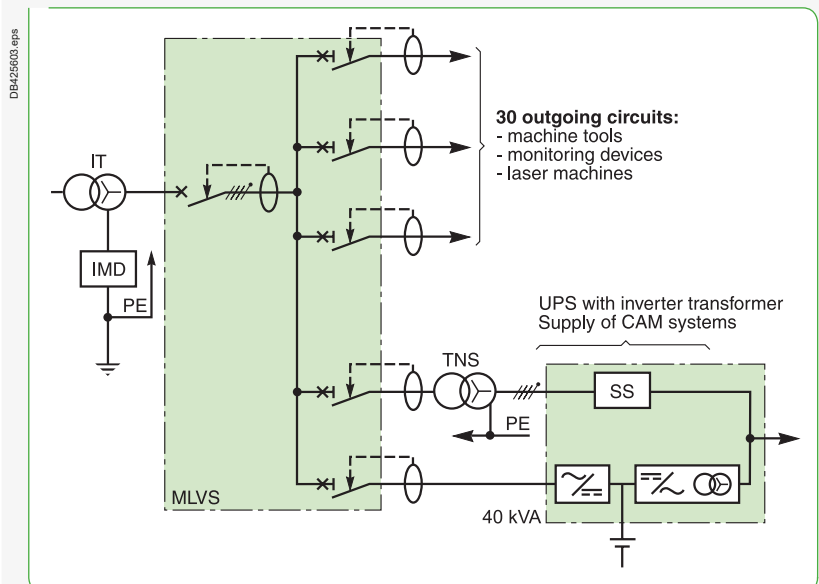 DB425603.eps
IT
IMD
PE
30 outgoing circuits:
- machine tools
- monitoring devices
- laser machines
UPS with inverter transformer
Supply of CAM systems
TNS
SS
PE
MLVS
40 kVA